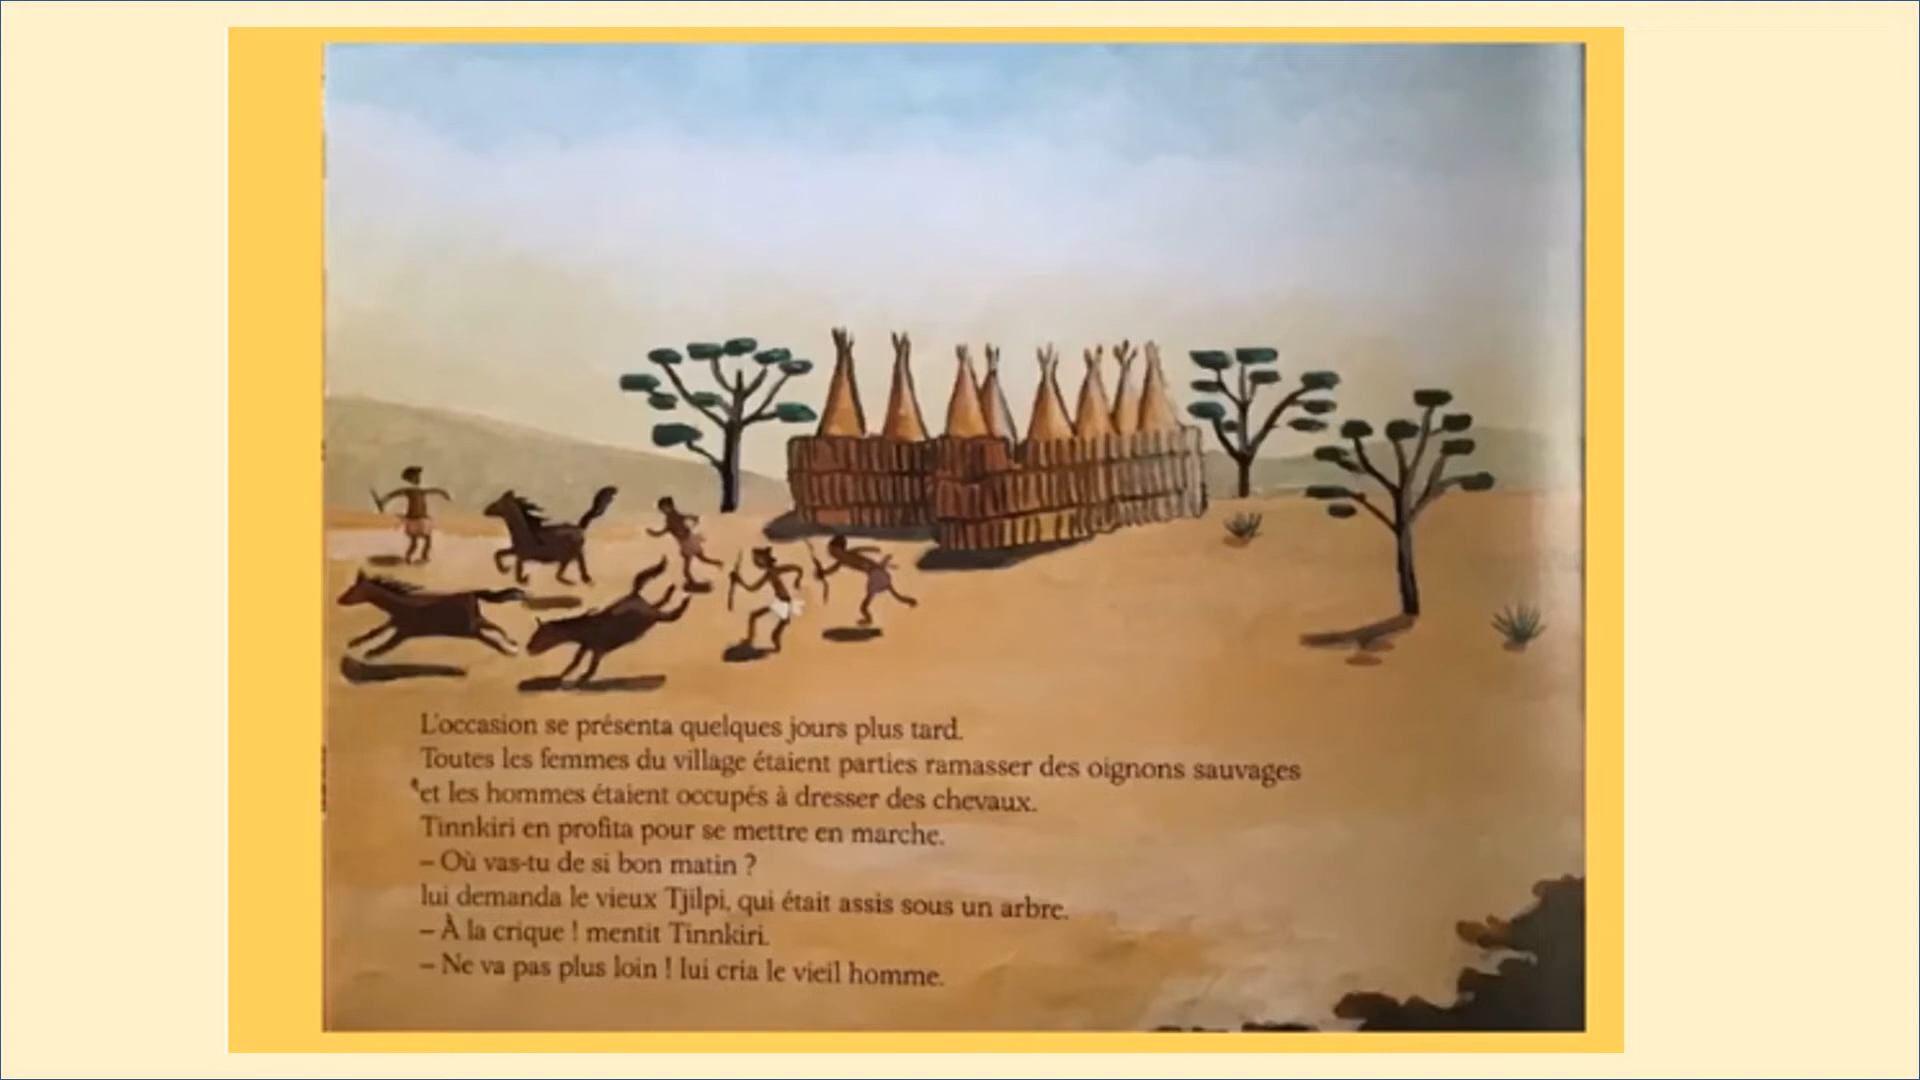 L'occasion se présenta quelques jours plus tard.
Toutes les femmes du village étaient parties ramasser des oignons sauvages
et les hommes étaient occupés à dresser des chevaux.
Tinnkiri en profita pour se mettre en marche.
– Où vas-tu de si bon matin ?
lui demanda le vieux Tjilpi, qui était assis sous un arbre.
– À la crique ! mentit Tinnkiri.
– Ne va pas plus loin ! lui cria le vieil homme.